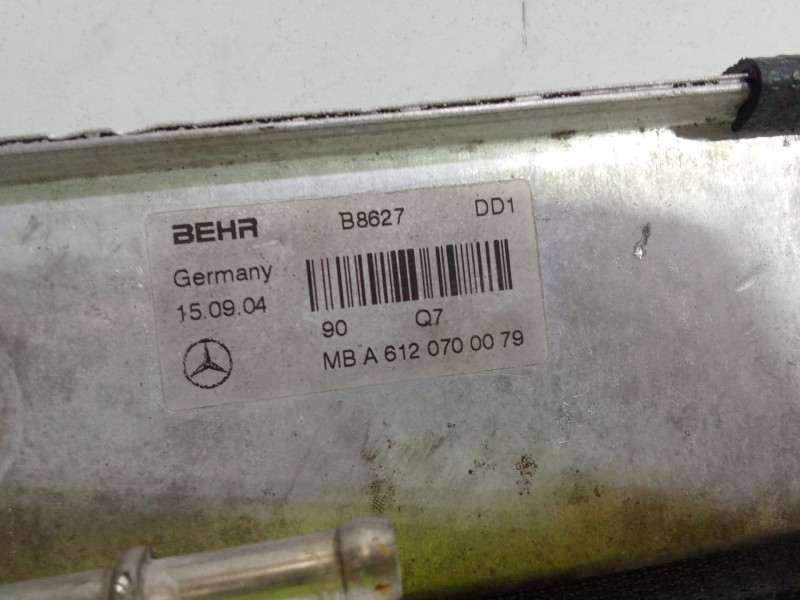 BEHR B8627 DD1
Germany
15.09.04
90 Q7
MB A 612 070 00 79